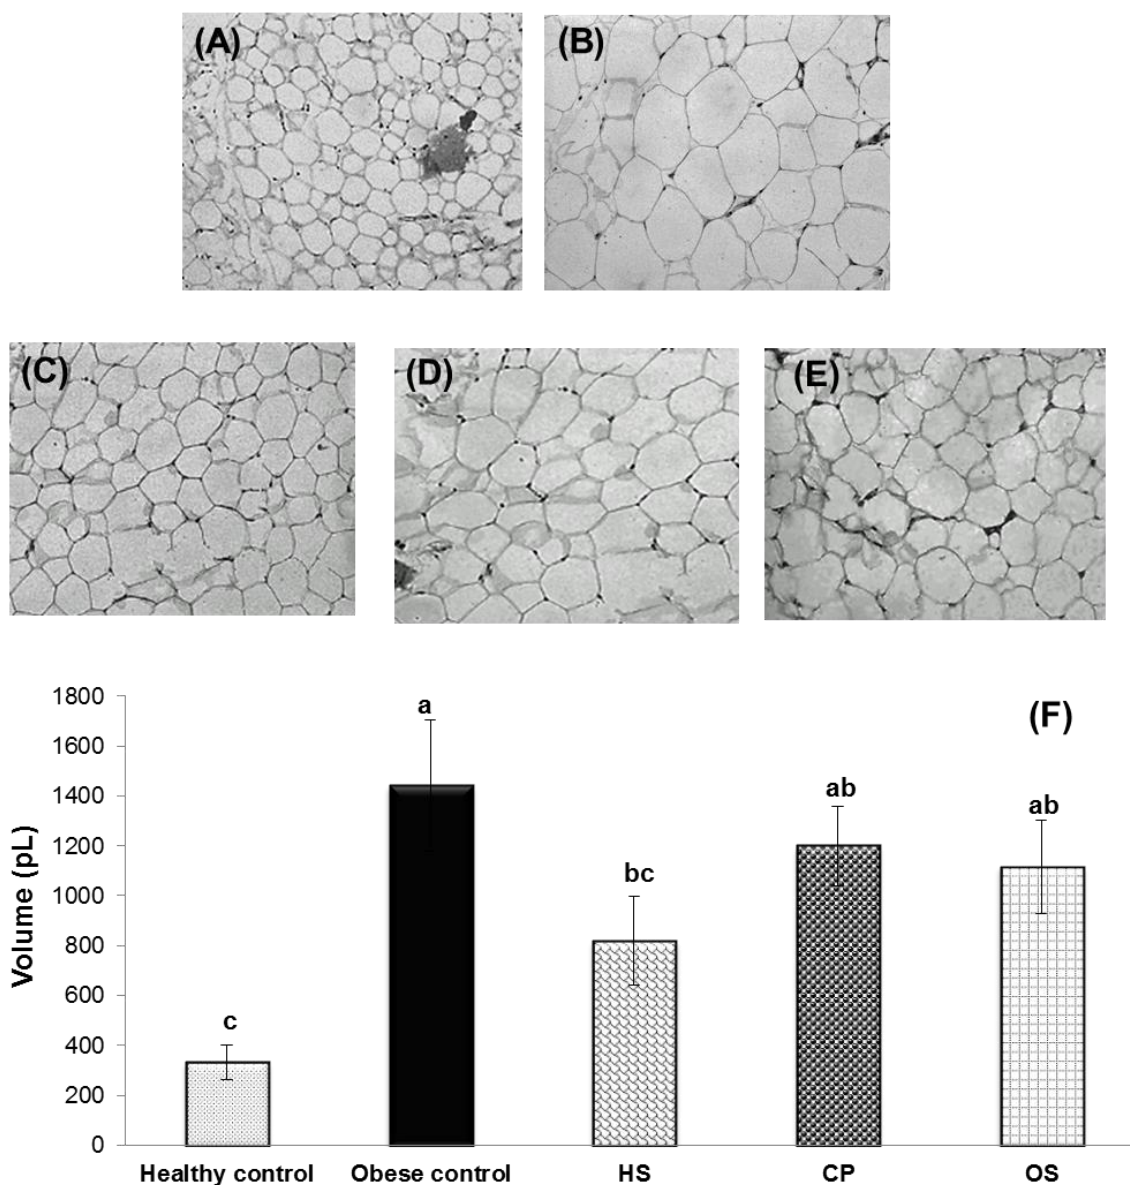 (A)
(B)
(C)
(D)
(E)
(F)
Volume (pL)
1800
1600
1400
1200
1000
800
600
400
200
0
c
a
bc
ab
ab
Healthy control
Obese control
HS
CP
OS